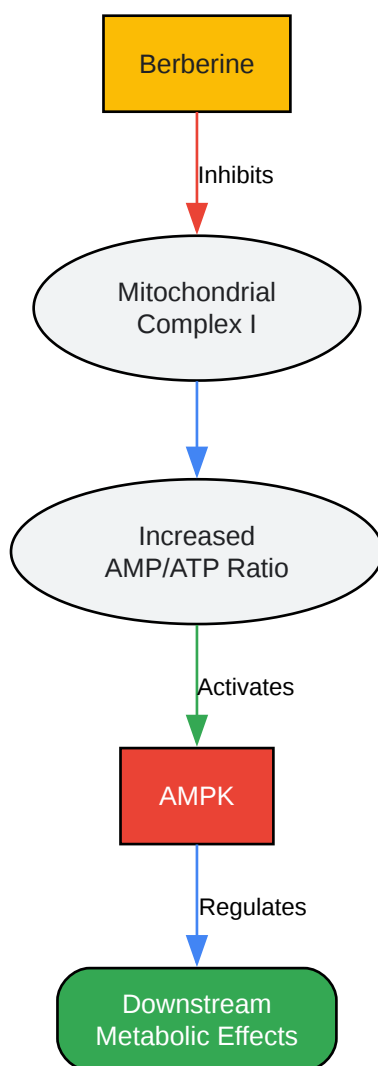 Berberine
Inhibits
Mitochondrial
Complex I
Increased
AMP/ATP Ratio
Activates
AMPK
Regulates
Downstream
Metabolic Effects